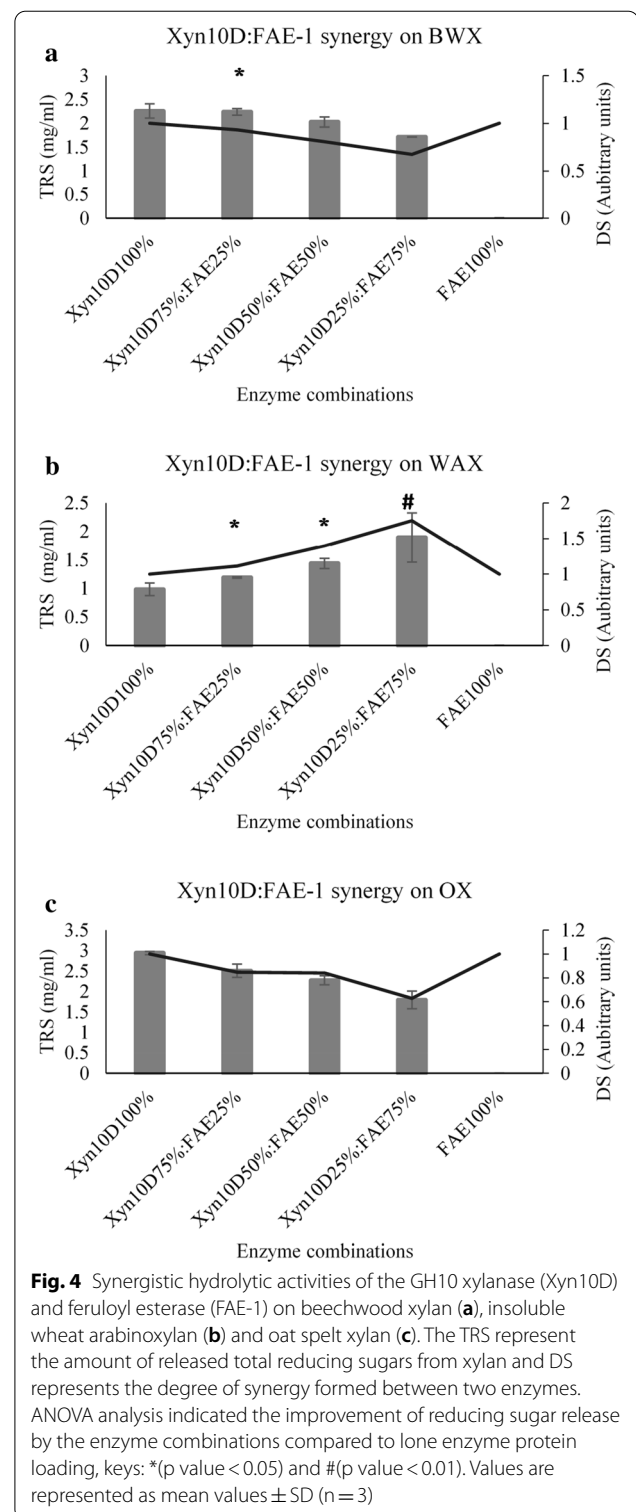 a
Xyn10D:FAE-1 synergy on BWX
TRS (mg/ml)
3
2.5
2
1.5
1
0.5
0
*
1.5
1
0.5
0
DS (Aubitrary units)
Xyn10D100%
Xyn10D75%:FAE25%
Xyn10D50%:FAE50%
Xyn10D25%:FAE75%
FAE100%
Enzyme combinations
b
Xyn10D:FAE-1 synergy on WAX
TRS (mg/ml)
2.5
2
1.5
1
0.5
0
*
*
#
2
1.5
1
0.5
0
DS (Aubitrary units)
Xyn10D100%
Xyn10D75%:FAE25%
Xyn10D50%:FAE50%
Xyn10D25%:FAE75%
FAE100%
Enzyme combinations
c
Xyn10D:FAE-1 synergy on OX
TRS (mg/ml)
3.5
3
2.5
2
1.5
1
0.5
0
1.2
1
0.8
0.6
0.4
0.2
0
DS (Aubitrary units)
Xyn10D100%
Xyn10D75%:FAE25%
Xyn10D50%:FAE50%
Xyn10D25%:FAE75%
FAE100%
Enzyme combinations
Fig. 4 Synergistic hydrolytic activities of the GH10 xylanase (Xyn10D)
and feruloyl esterase (FAE-1) on beechwood xylan (a), insoluble
wheat arabinoxylan (b) and oat spelt xylan (c). The TRS represent
the amount of released total reducing sugars from xylan and DS
represents the degree of synergy formed between two enzymes.
ANOVA analysis indicated the improvement of reducing sugar release
by the enzyme combinations compared to lone enzyme protein
loading, keys: *(p value < 0.05) and #(p value < 0.01). Values are
represented as mean values ± SD (n = 3)